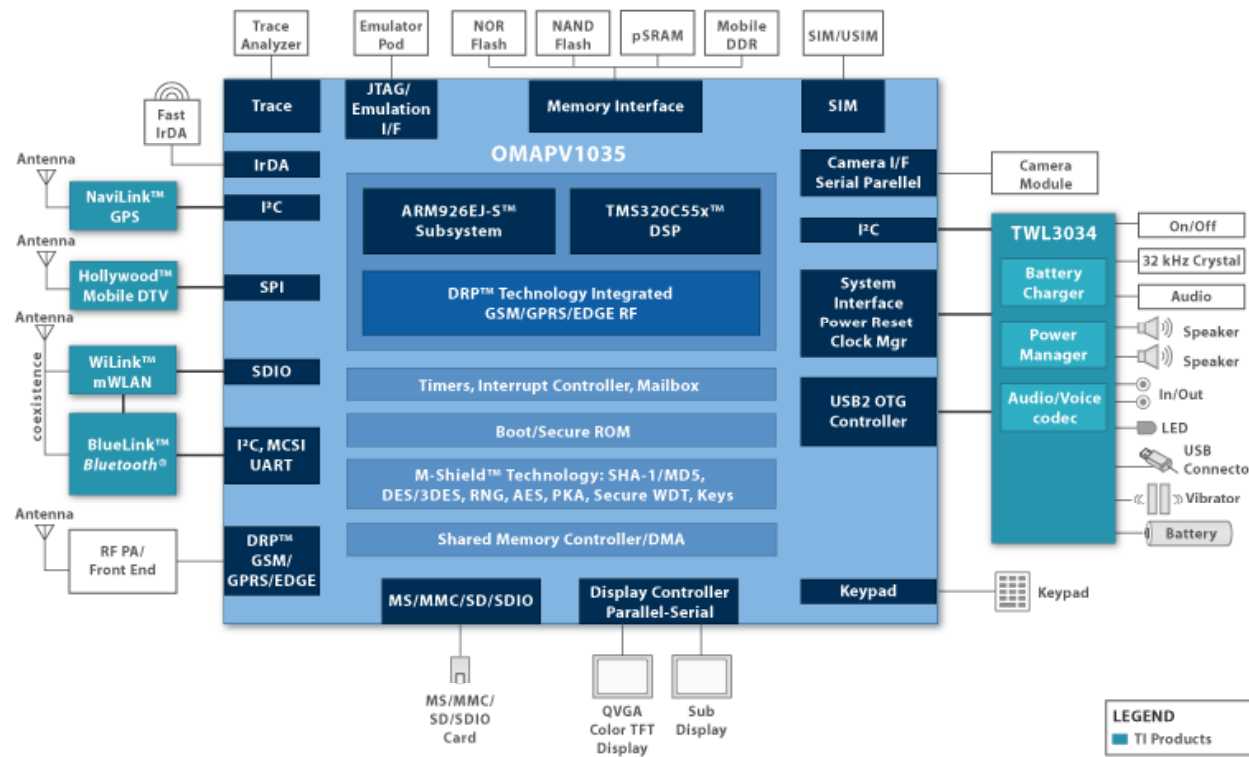 Trace
Analyzer
Emulator
Pod
NOR
Flash
NAND
Flash
pSRAM
Mobile
DDR
SIM/USIM
Trace
JTAG/
Emulation
I/F
Memory Interface
SIM
Fast
IrDA
OMAPV1035
Antenna
IrDA
NaviLink™
GPS
I²C
Antenna
Hollywood™
Mobile DTV
SPI
Antenna
coexistence
WiLink™
mWLAN
SDIO
BlueLink™
Bluetooth®
I²C, MCSI
UART
Antenna
RF PA/
Front End
DRP™
GSM/
GPRS/EDGE
ARM926EJ-S™
Subsystem
TMS320C55x™
DSP
DRP™ Technology Integrated
GSM/GPRS/EDGE RF
Timers, Interrupt Controller, Mailbox
Boot/Secure ROM
M-Shield™ Technology: SHA-1/MD5,
DES/3DES, RNG, AES, PKA, Secure WDT, Keys
Shared Memory Controller/DMA
Camera I/F
Serial Parellel
Camera
Module
I²C
System
Interface
Power Reset
Clock Mgr
USB2 OTG
Controller
Keypad
Keypad
TWL3034
Battery
Charger
Power
Manager
Audio/Voice
codec
On/Off
32 kHz Crystal
Audio
Speaker
Speaker
In/Out
LED
USB
Connecto
Vibrator
Battery
MS/MMC/SD/SDIO
Display Controller
Parallel-Serial
MS/MMC/
SD/SDIO
Card
QVGA
Color TFT
Display
Sub
Display
LEGEND
TI Products